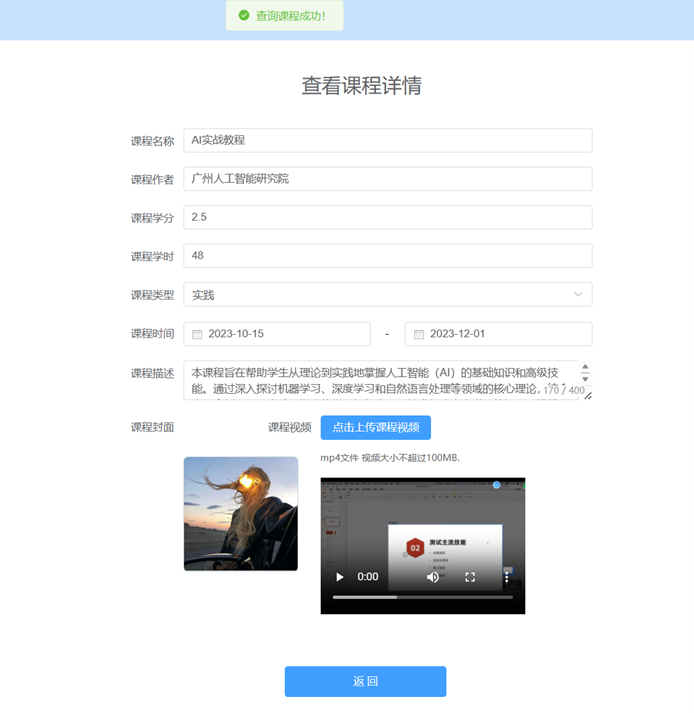 查询课程成功！
查看课程详情
课程名称 AI实战教程
课程作者 广州人工智能研究院
课程学分 2.5
课程学时 48
课程类型 实践
课程时间 2023-10-15 - 2023-12-01
课程描述 本课程旨在帮助学生从理论到实践地掌握人工智能（AI）的基础知识和高级技
能。通过深入探讨机器学习、深度学习和自然语言处理等领域的核心理论，
170 / 400
课程封面 课程视频 点击上传课程视频
mp4文件 视频大小不超过100MB.
02 测试主流技能
0:00
返 回